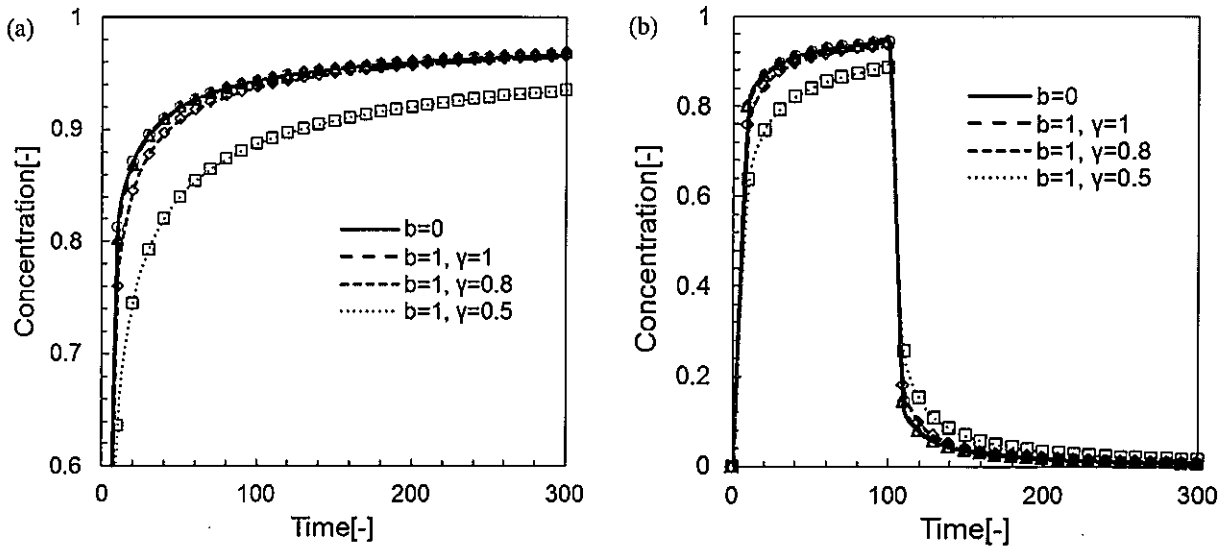 (a)
1
0.9
0.8
0.7
0.6
Concentration[-]
b=0
b=1, γ=1
b=1, γ=0.8
b=1, γ=0.5
0
100
200
300
Time[-]
(b)
1
0.8
0.6
0.4
0.2
0
Concentration[-]
b=0
b=1, γ=1
b=1, γ=0.8
b=1, γ=0.5
0
100
200
300
Time[-]